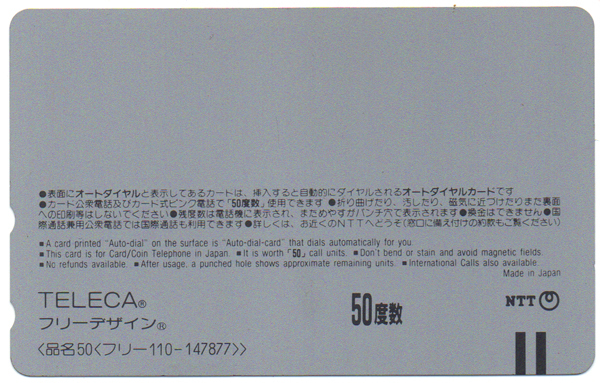 ●表面にオートダイヤルと表示してあるカードは、挿入すると自動的にダイヤルされるオートダイヤルカードです
●カード公衆電話及びカード式ピンク電話で「50度数」使用できます ●折り曲げたり、汚したり、磁気に近づけたりまた裏面
への印刷等はしないでください ●残度数は電話機に表示され、まためやすがパンチ穴で表示されます ●換金はできません ●国
際通話兼用公衆電話では国際通話も利用できます ●詳しくは、お近くのNTTへどうぞ(窓口に備え付けの約款もご覧ください)
■ A card printed "Auto-dial" on the surface is "Auto-dial-card" that dials automatically for you.
■ This card is for Card/Coin Telephone in Japan. ■ It is worth「50」call units. ■ Don't bend or stain and avoid magnetic fields.
■ No refunds available. ■ After usage, a punched hole shows approximate remaining units. ■ International Calls also available.
Made in Japan
TELECA®
フリーデザイン®
50度数
NTT
〈品名50〈フリー110-147877〉〉